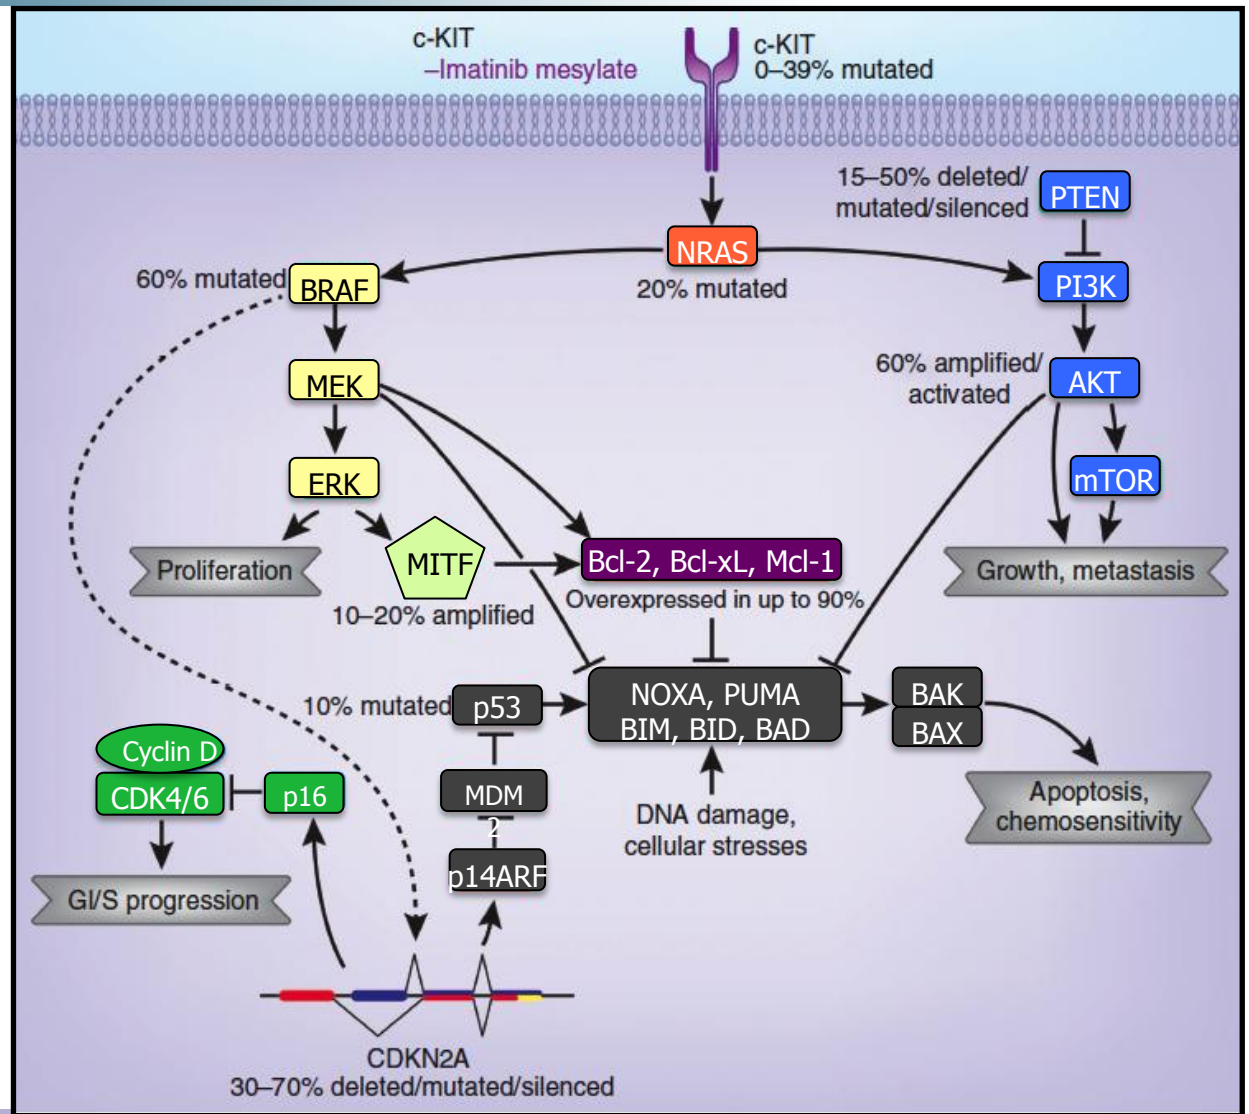 c-KIT
–Imatinib mesylate
c-KIT
0–39% mutated
15–50% deleted/
mutated/silenced
PTEN
NRAS
20% mutated
60% mutated
BRAF
PI3K
MEK
60% amplified/
activated
AKT
ERK
mTOR
Proliferation
MITF
10–20% amplified
Bcl-2, Bcl-xL, Mcl-1
Overexpressed in up to 90%
Growth, metastasis
10% mutated
p53
NOXA, PUMA
BIM, BID, BAD
BAK
BAX
Cyclin D
CDK4/6
p16
MDM
2
DNA damage,
cellular stresses
Apoptosis,
chemosensitivity
p14ARF
GI/S progression
CDKN2A
30–70% deleted/mutated/silenced